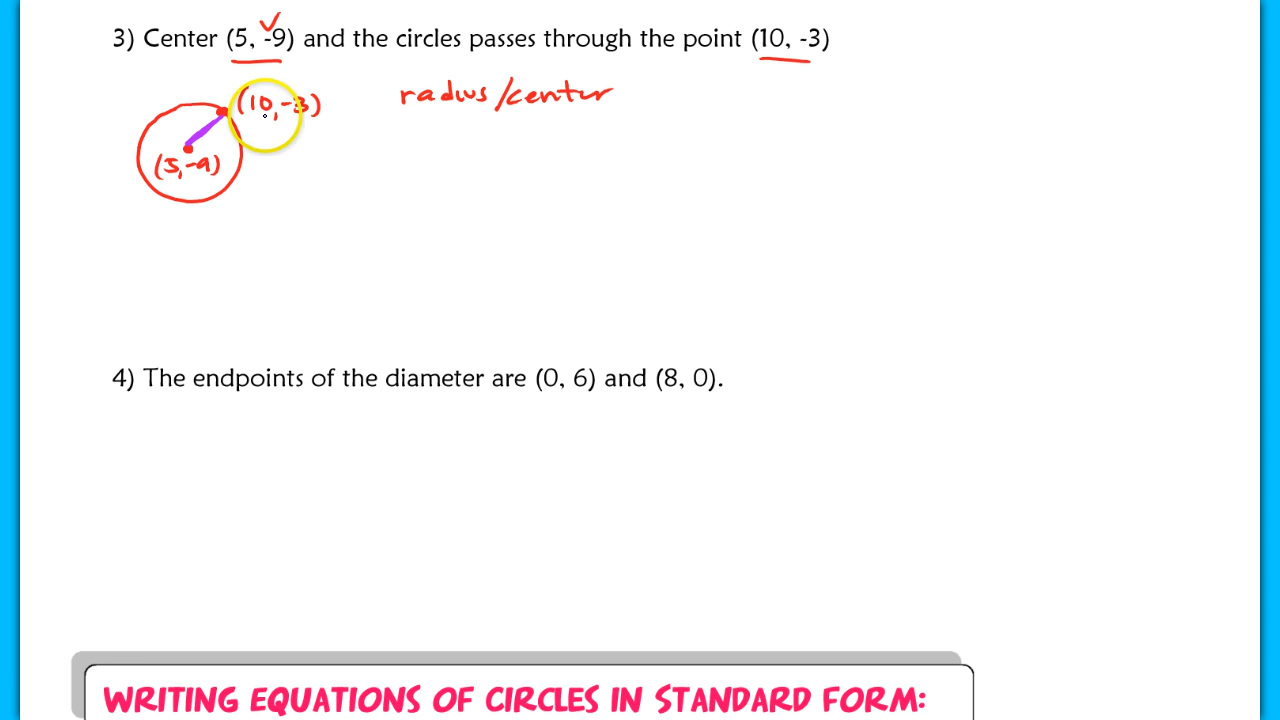 3) Center (5, -9) and the circles passes through the point (10, -3)
(10, -3) radius/center
(5, -9)
4) The endpoints of the diameter are (0, 6) and (8, 0).
WRITING EQUATIONS OF CIRCLES IN STANDARD FORM: